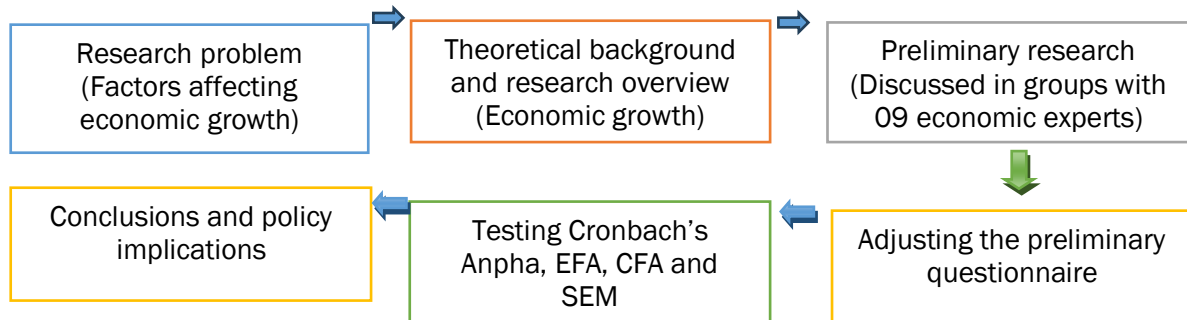 Research problem
(Factors affecting
economic growth)
Theoretical background
and research overview
(Economic growth)
Preliminary research
(Discussed in groups with
09 economic experts)
Adjusting the preliminary
questionnaire
Testing Cronbach's
Anpha, EFA, CFA and
SEM
Conclusions and policy
implications